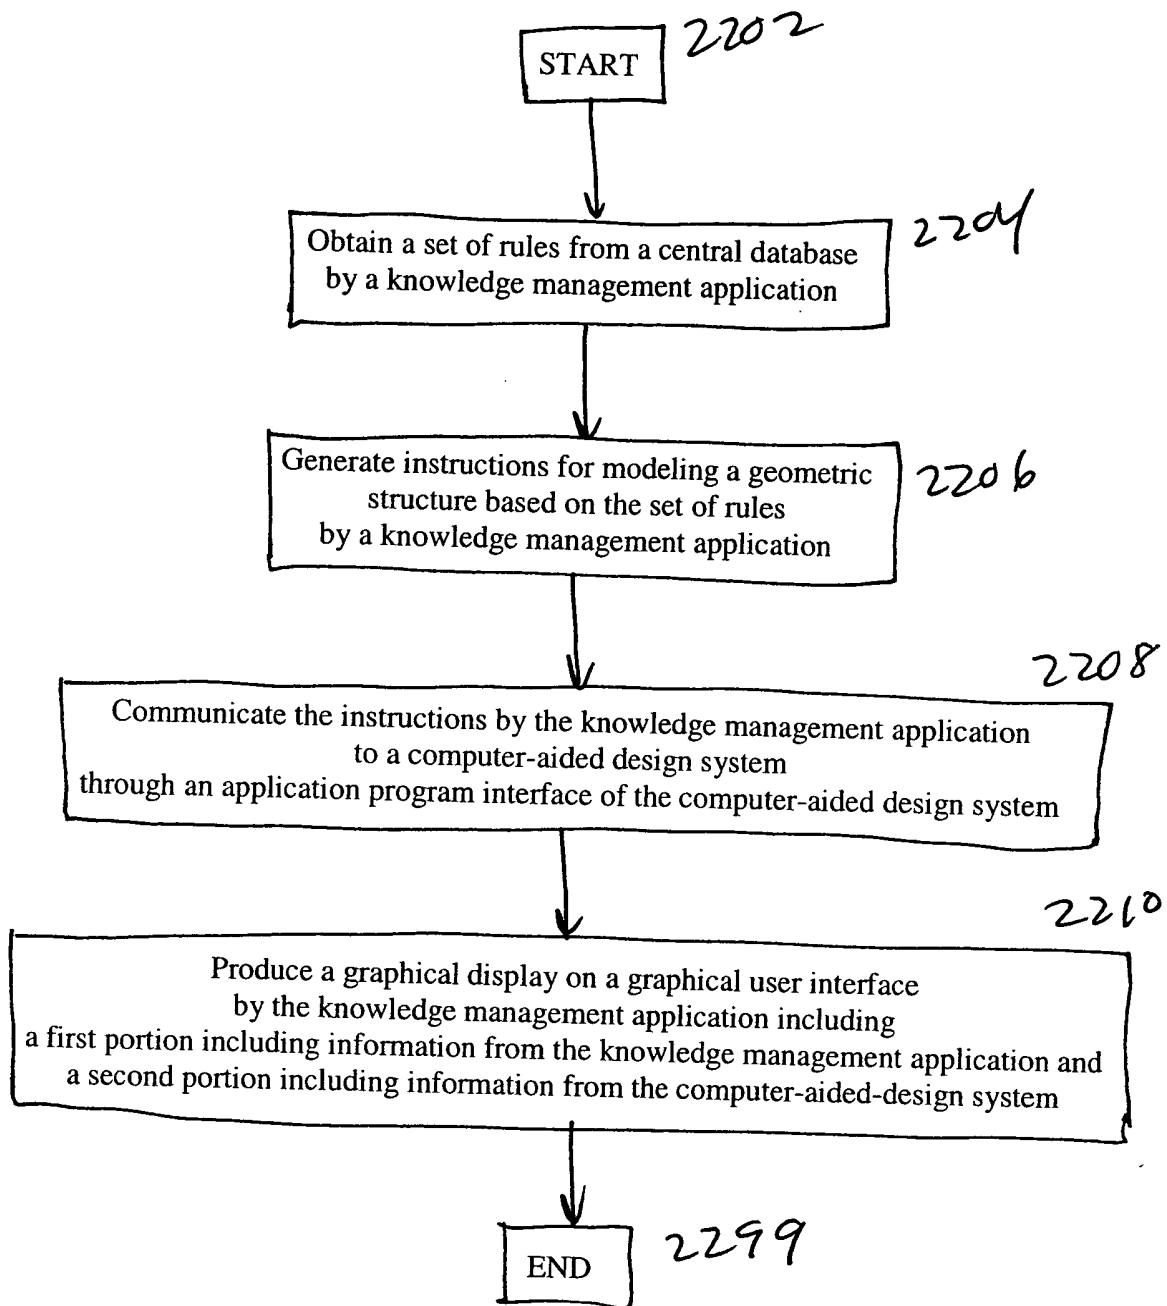 2202
START
2204
Obtain a set of rules from a central database
by a knowledge management application
Generate instructions for modeling a geometric
structure based on the set of rules
by a knowledge management application
2206
2208
Communicate the instructions by the knowledge management application
to a computer-aided design system
through an application program interface of the computer-aided design system
2210
Produce a graphical display on a graphical user interface
by the knowledge management application including
a first portion including information from the knowledge management application and
a second portion including information from the computer-aided-design system
2299
END